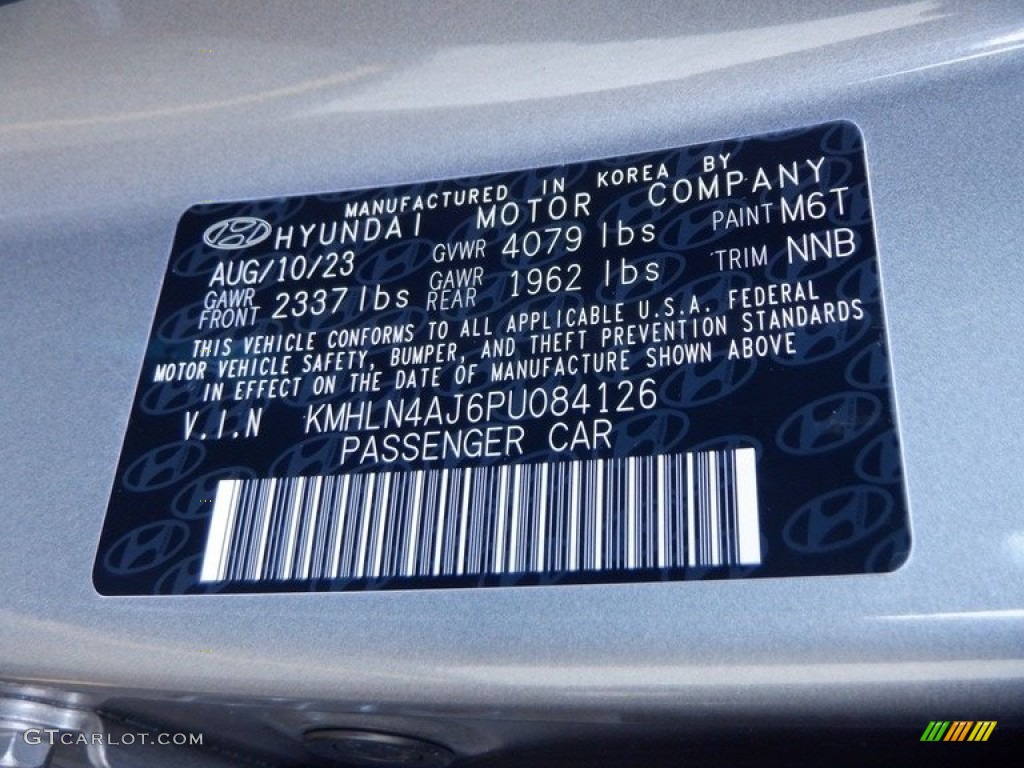 MANUFACTURED IN KOREA BY
HYUNDAI MOTOR COMPANY
AUG/10/23 GVWR 4079 lbs PAINT M6T
GAWR FRONT 2337 lbs GAWR REAR 1962 lbs TRIM NNB
THIS VEHICLE CONFORMS TO ALL APPLICABLE U.S.A. FEDERAL
MOTOR VEHICLE SAFETY, BUMPER, AND THEFT PREVENTION STANDARDS
IN EFFECT ON THE DATE OF MANUFACTURE SHOWN ABOVE
V.I.N KMHLN4AJ6PU084126
PASSENGER CAR
GTCARLOT.COM